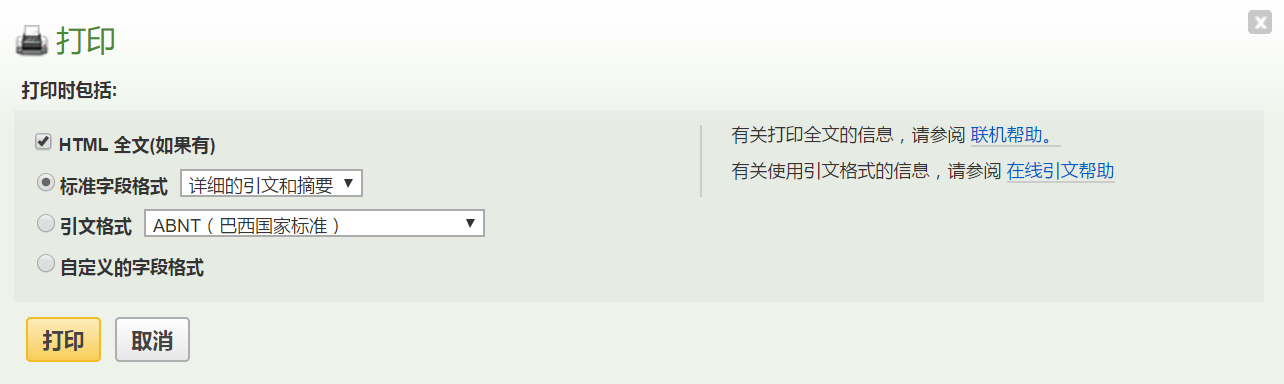 打印
打印时包括:
HTML 全文(如果有)
标准字段格式 详细的引文和摘要
引文格式 ABNT（巴西国家标准）
自定义的字段格式
有关打印全文的信息，请参阅 联机帮助。
有关使用引文格式的信息，请参阅 在线引文帮助
打印 取消